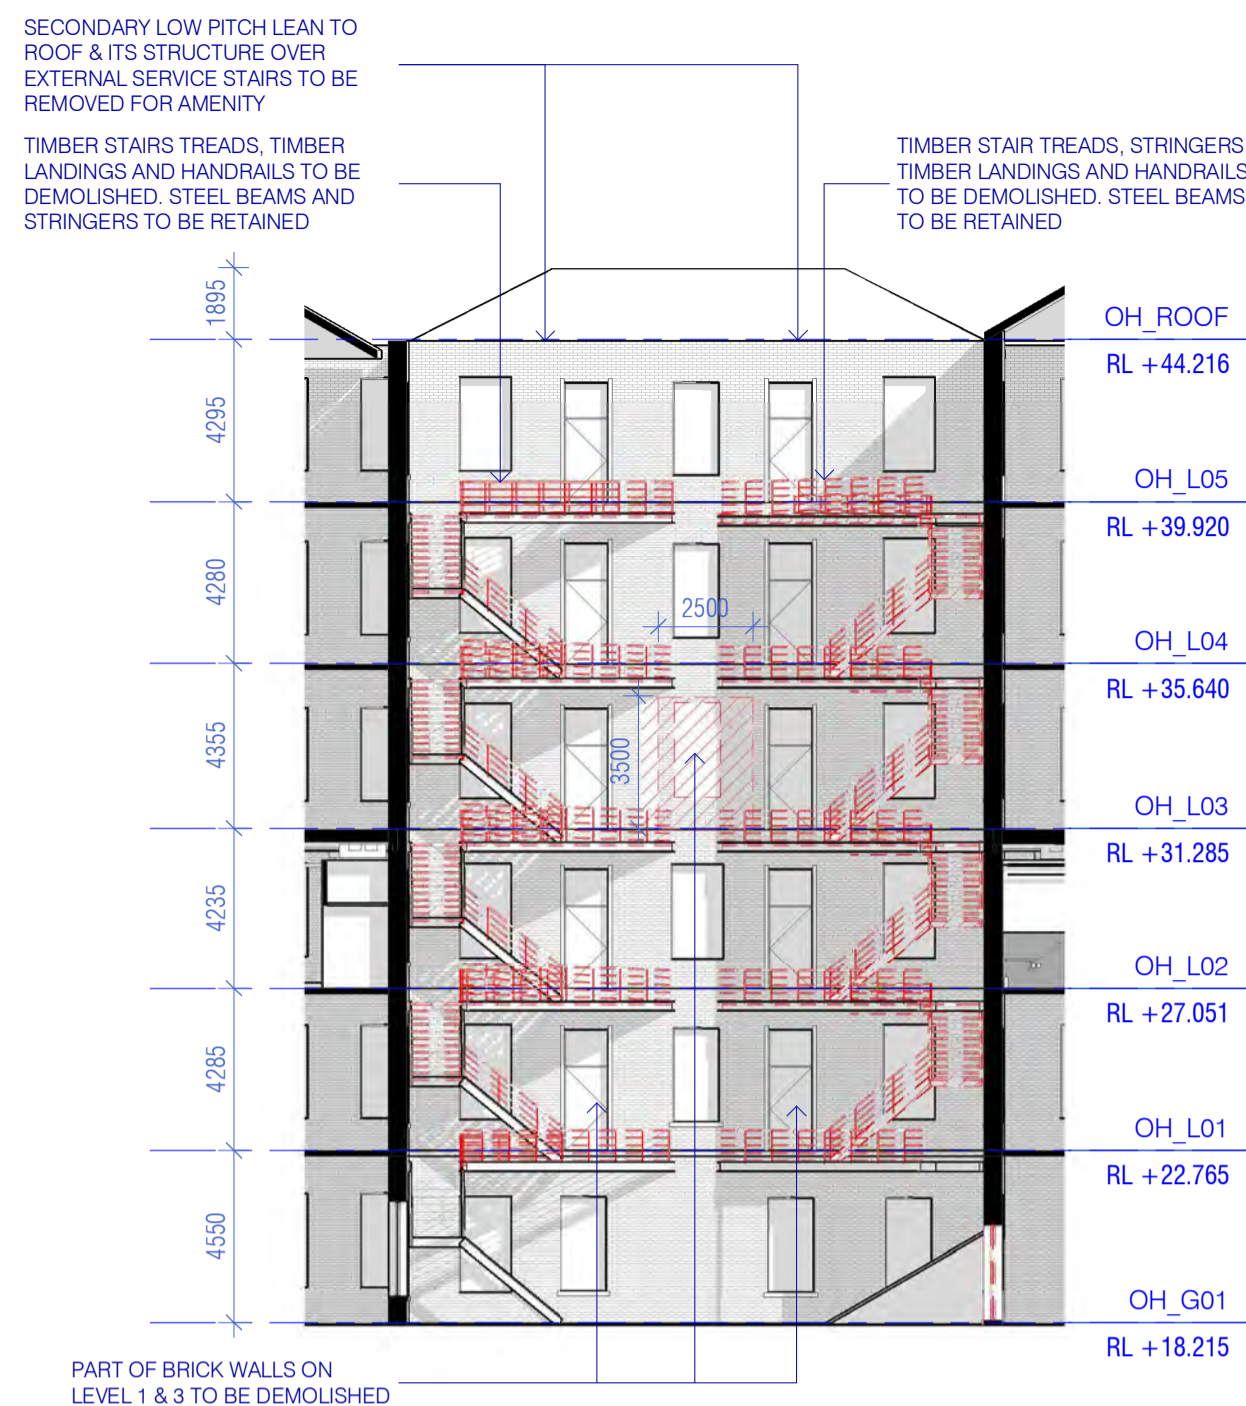 SECONDARY LOW PITCH LEAN TO
ROOF & ITS STRUCTURE OVER
EXTERNAL SERVICE STAIRS TO BE
REMOVED FOR AMENITY
TIMBER STAIRS TREADS, TIMBER
LANDINGS AND HANDRAILS TO BE
DEMOLISHED. STEEL BEAMS AND
STRINGERS TO BE RETAINED
TIMBER STAIR TREADS, STRINGERS
TIMBER LANDINGS AND HANDRAILS
TO BE DEMOLISHED. STEEL BEAMS
TO BE RETAINED
1895
OH_ROOF
RL +44.216
4295
OH_L05
RL +39.920
4280
2500
OH_L04
RL +35.640
4355
3500
OH_L03
RL +31.285
4235
OH_L02
RL +27.051
4285
OH_L01
RL +22.765
4550
OH_G01
RL +18.215
PART OF BRICK WALLS ON
LEVEL 1 & 3 TO BE DEMOLISHED